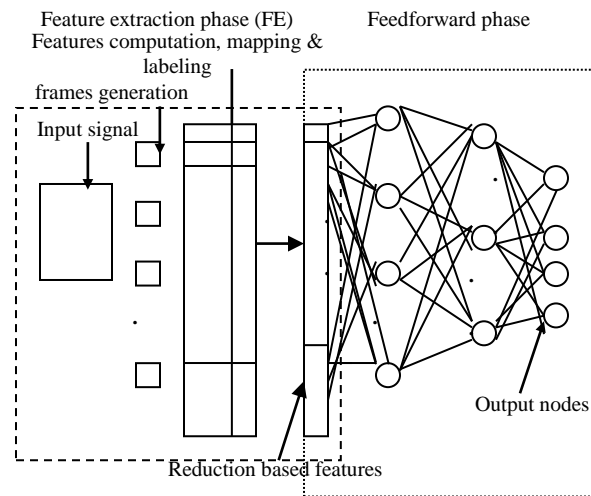 Feature extraction phase (FE)
Feedforward phase
Features computation, mapping &
labeling
frames generation
Input signal
Output nodes
Reduction based features